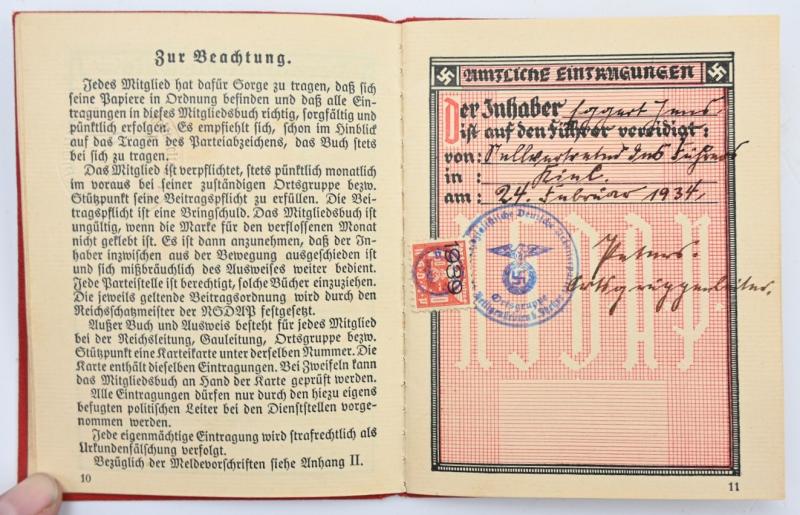 Zur Beachtung.
Jedes Mitglied hat dafür Sorge zu tragen, daß sich
seine Papiere in Ordnung befinden und daß alle Ein-
tragungen in dieses Mitgliedsbuch richtig, sorgfältig und
pünktlich erfolgen. Es empfiehlt sich, schon im Hinblick
auf das Tragen des Parteiabzeichens, das Buch stets
bei sich zu tragen.
Das Mitglied ist verpflichtet, stets pünktlich monatlich
im voraus bei seiner zuständigen Ortsgruppe bezw.
Stützpunkt seine Beitragspflicht zu erfüllen. Die Bei-
tragspflicht ist eine Bringschuld. Das Mitgliedsbuch ist
ungültig, wenn die Marke für den verflossenen Monat
nicht geklebt ist. Es ist dann anzunehmen, daß der In-
haber inzwischen aus der Bewegung ausgeschieden ist
und sich mißbräuchlich des Ausweises weiter bedient.
Jede Parteistelle ist berechtigt, solche Bücher einzuziehen.
Die jeweils geltende Beitragsordnung wird durch den
Reichsschatzmeister der NSDAP festgesetzt.
Außer Buch und Ausweis besteht für jedes Mitglied
bei der Reichsleitung, Gauleitung, Ortsgruppe bezw.
Stützpunkt eine Karteikarte unter derselben Nummer. Die
Karte enthält dieselben Eintragungen. Bei Zweifeln kann
das Mitgliedsbuch an Hand der Karte geprüft werden.
Alle Eintragungen dürfen nur durch den hiezu eigens
befugten politischen Leiter bei den Dienststellen vorge-
nommen werden.
Jede eigenmächtige Eintragung wird strafrechtlich als
Urkundenfälschung verfolgt.
Bezüglich der Meldevorschriften siehe Anhang II.
10
AMTLICHE EINTRAGUNGEN
Der Inhaber Eggert Jens
ist auf den Führer vereidigt:
von: Stellvertreter des Führers
in: Kiel.
am: 24. Februar 1934.
1939
Ortsgruppe
Peters.
Ortsgruppenleiter.
NSDAP.
11